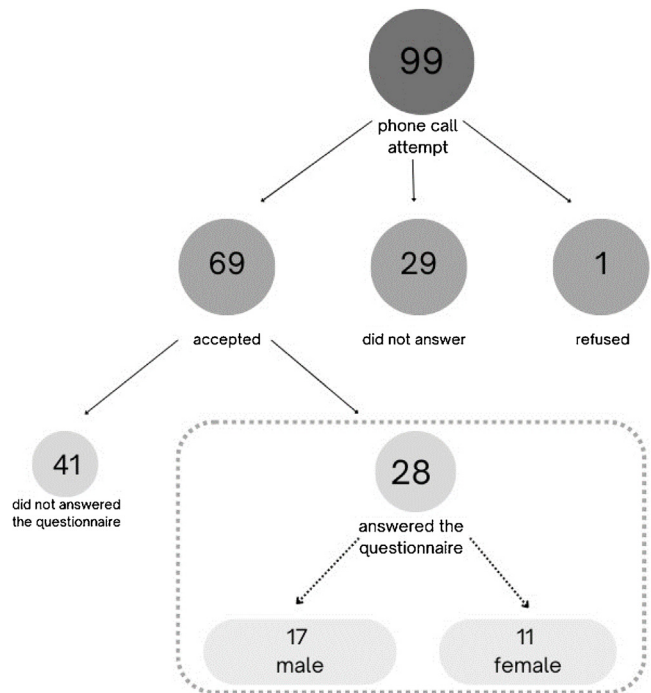 99
phone call
attempt
69
29
1
accepted
did not answer
refused
41
did not answered
the questionnaire
28
answered the
questionnaire
17
male
11
female